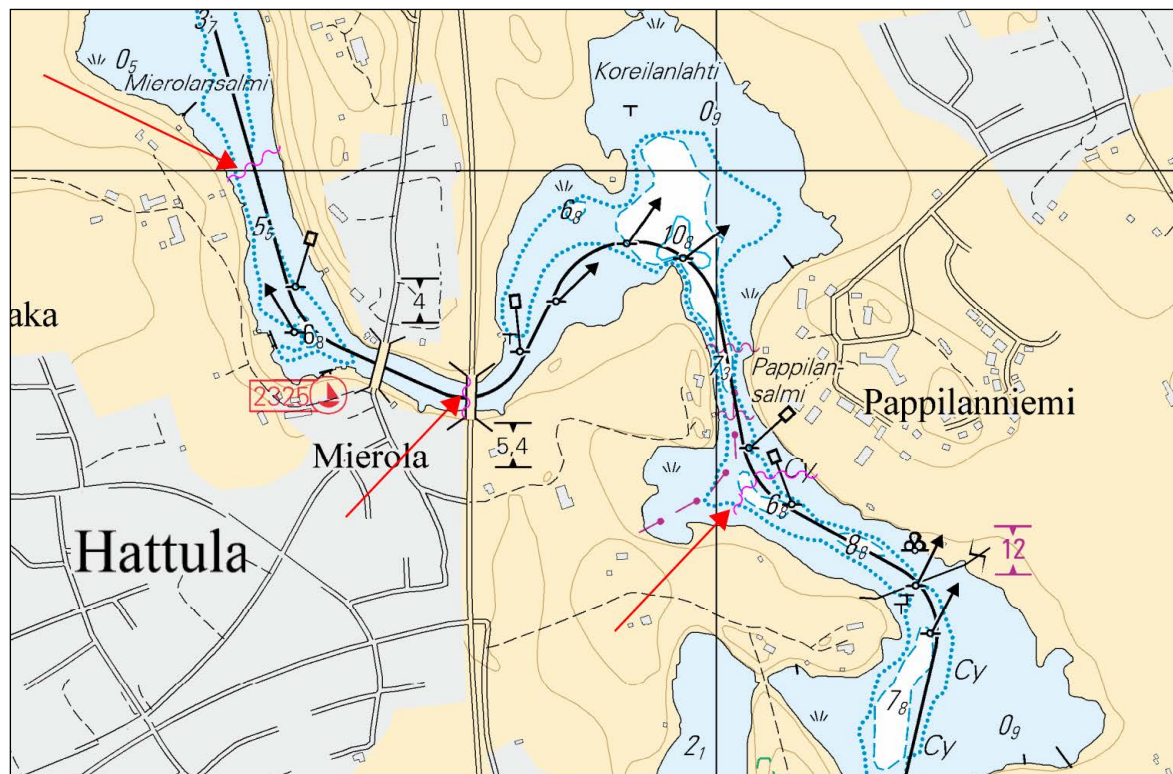 3₇
0₅
Mierolansalmi
Koreilanlahti
0₉
5₅
6₈
10₈
4
aka
6₈
7₃
Pappilan-
salmi
2325
Pappilanniemi
5,4
Mierola
Cy
6₈
Hattula
8₈
12
Cy
7₈
2₁
0₉
Cy